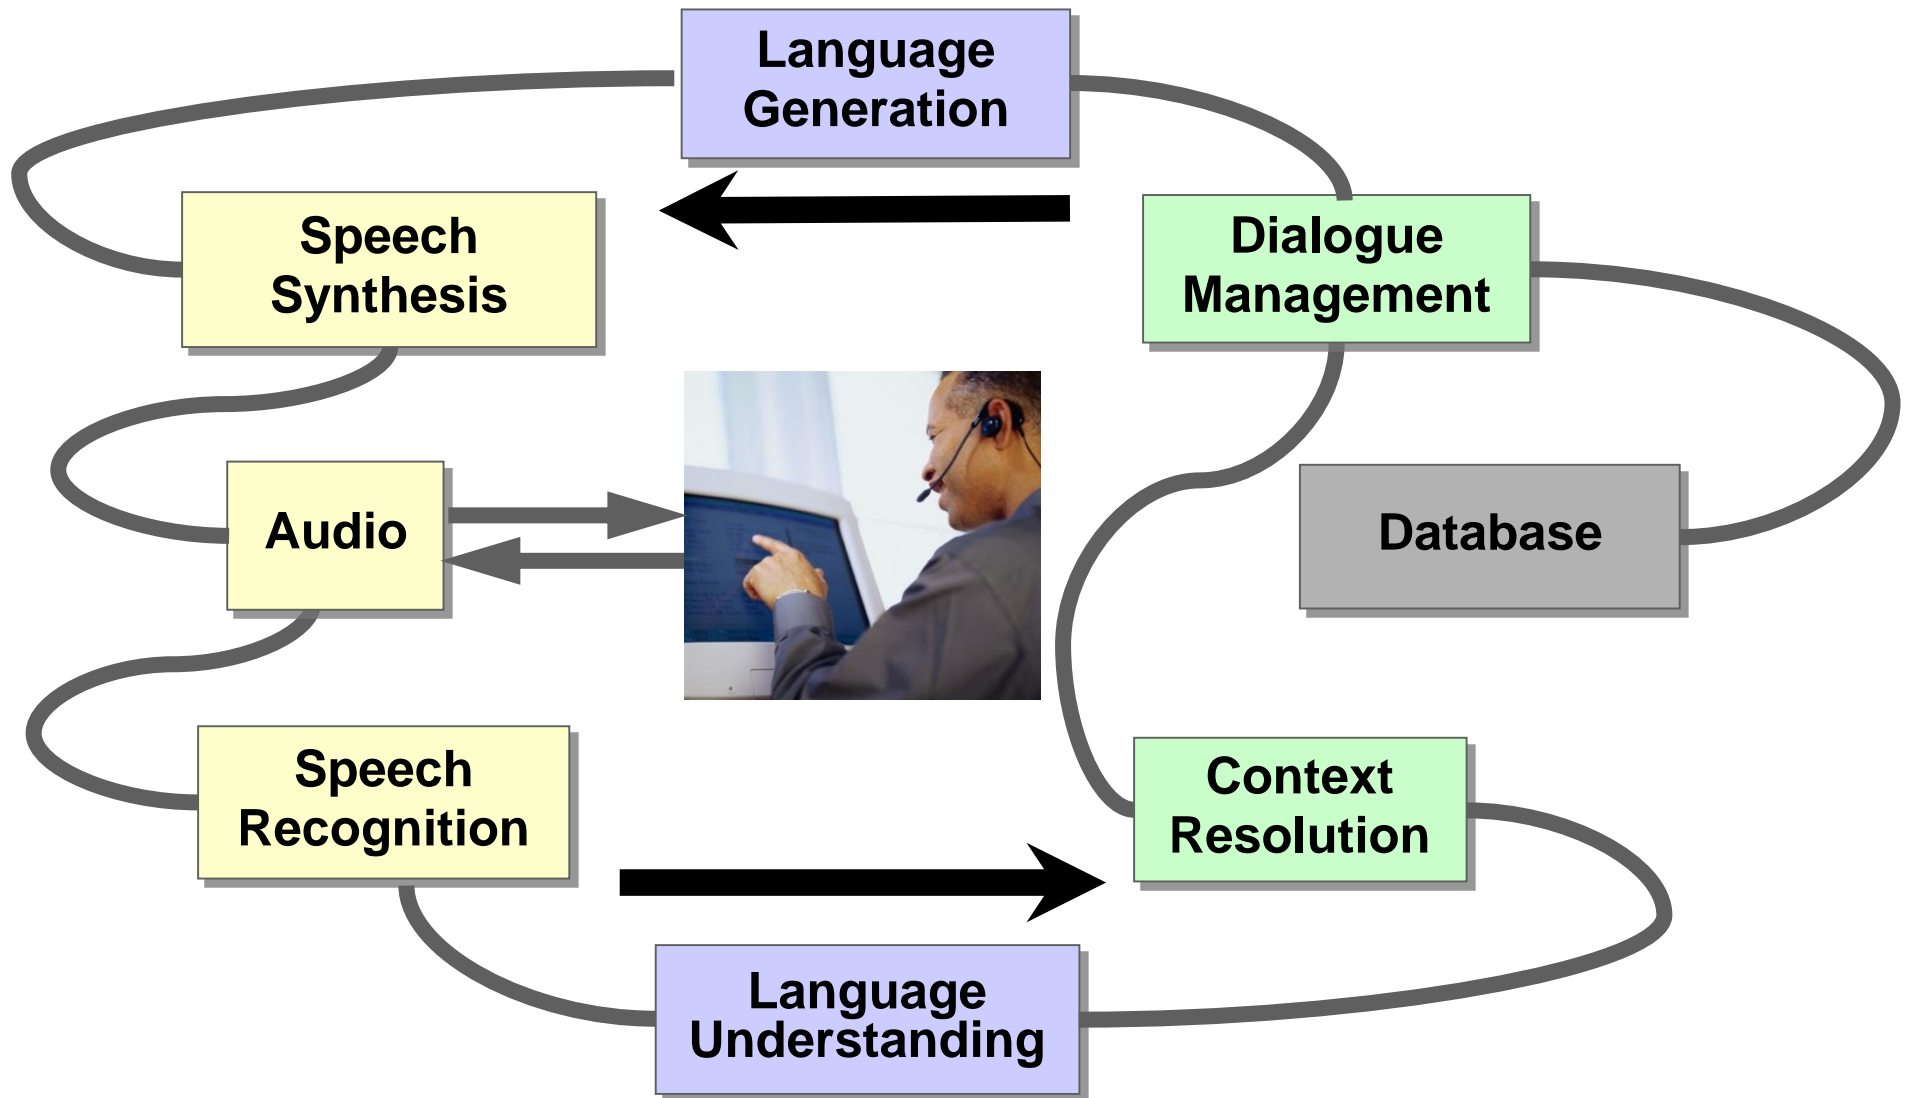 Language
Generation
Speech
Synthesis
Dialogue
Management
Audio
Database
Speech
Recognition
Context
Resolution
Language
Understanding